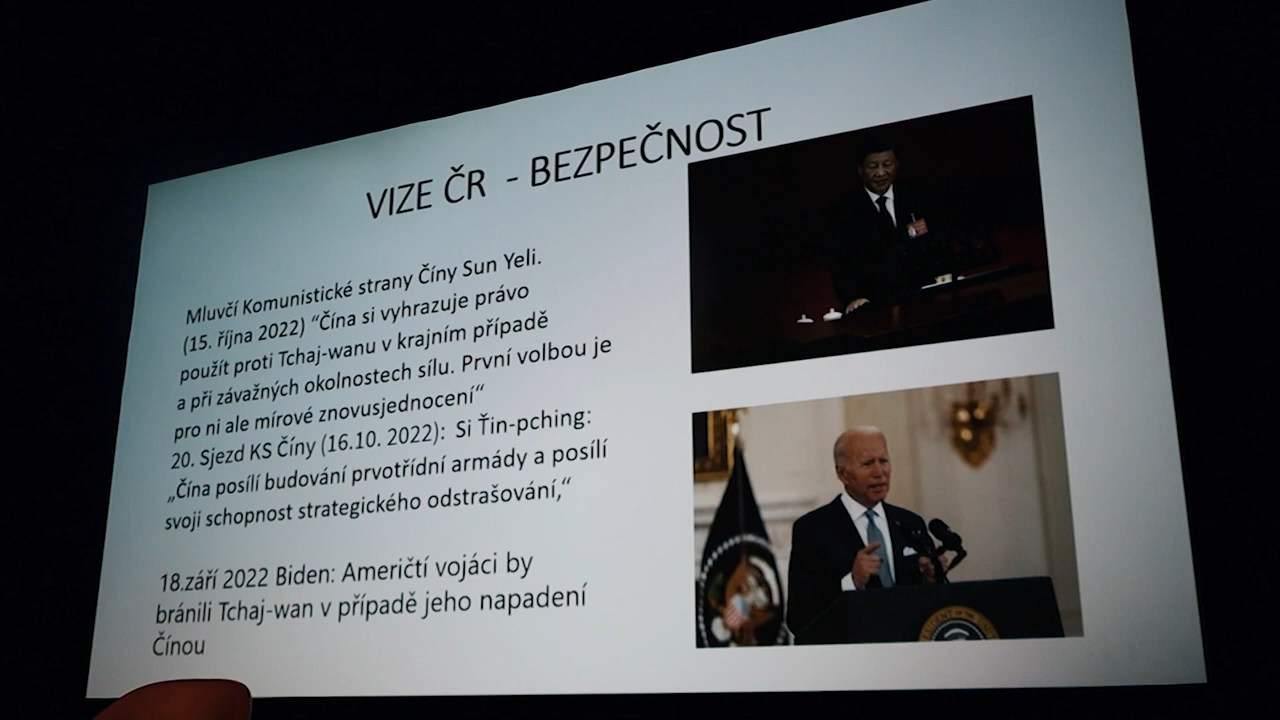 VIZE ČR - BEZPEČNOST
Mluvčí Komunistické strany Číny Sun Yeli.
(15. října 2022) “Čína si vyhrazuje právo
použít proti Tchaj-wanu v krajním případě
a při závažných okolnostech sílu. První volbou je
pro ni ale mírové znovusjednocení“
20. Sjezd KS Číny (16.10. 2022): Si Ťin-pching:
„Čína posílí budování prvotřídní armády a posílí
svoji schopnost strategického odstrašování,“
18.září 2022 Biden: Američtí vojáci by
bránili Tchaj-wan v případě jeho napadení
Čínou